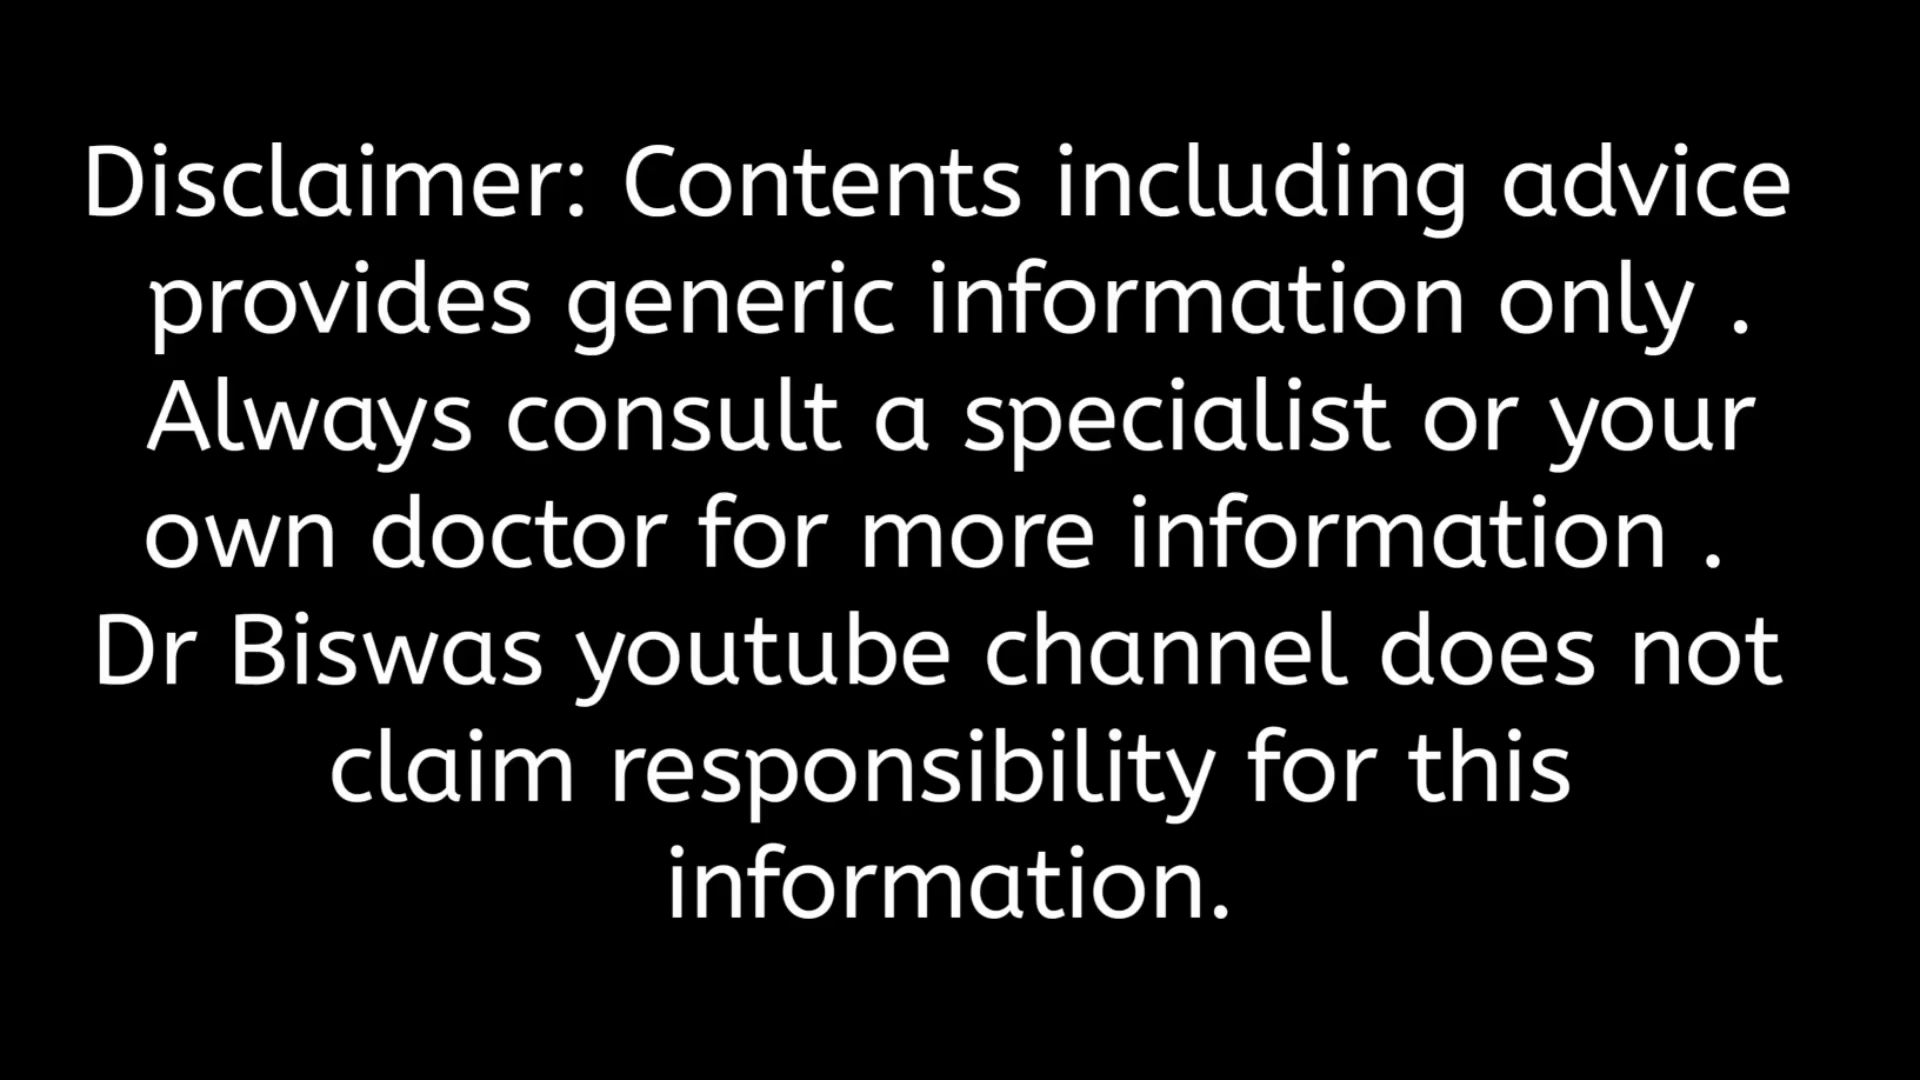 Disclaimer: Contents including advice
provides generic information only .
Always consult a specialist or your
own doctor for more information .
Dr Biswas youtube channel does not
claim responsibility for this
information.